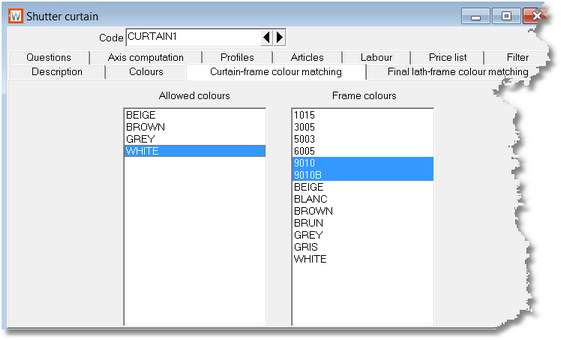 Shutter curtain
Code CURTAIN1
Questions Axis computation Profiles Articles Labour Price list Filter
Description Colours Curtain-frame colour matching Final lath-frame colour matching
Allowed colours Frame colours
BEIGE 1015
BROWN 3005
GREY 5003
WHITE 6005
9010
9010B
BEIGE
BLANC
BROWN
BRUN
GREY
GRIS
WHITE